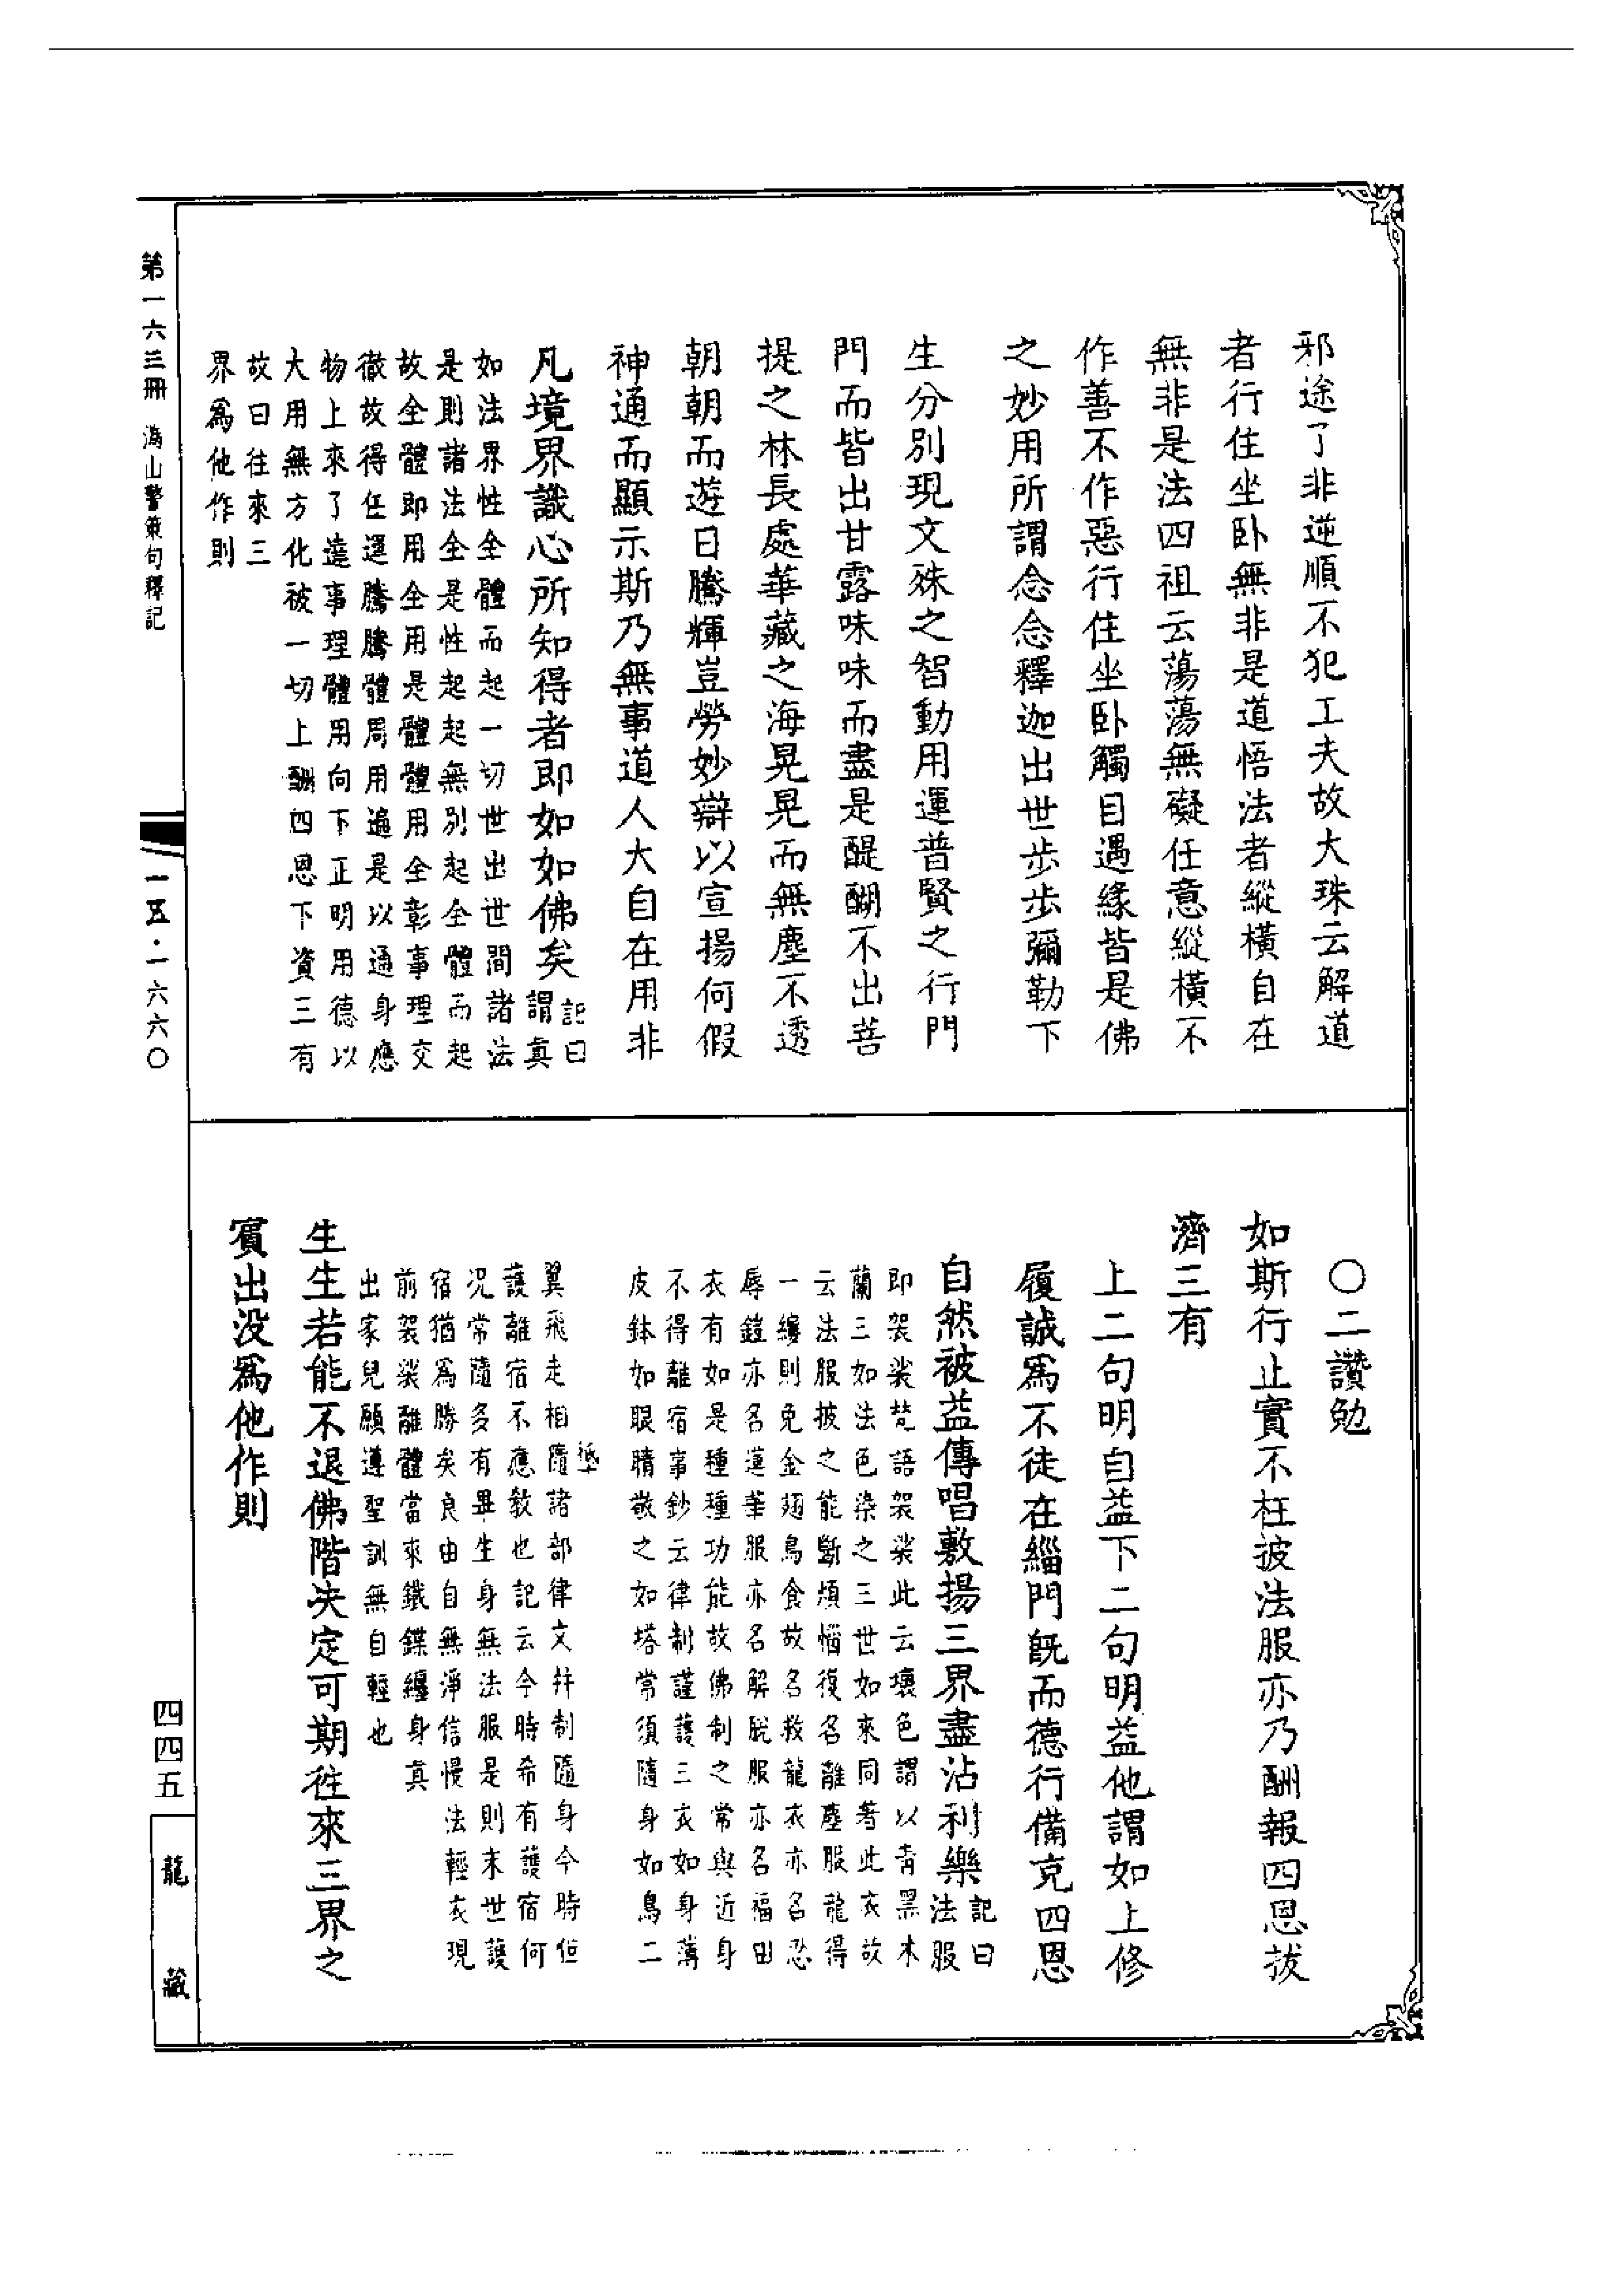 邪途了非逆順不犯工夫故大珠云解道
者行住坐卧無非是道悟法者縱橫自在
無非是法四祖云蕩蕩無礙任意縱橫不
作善不作惡行住坐卧觸目遇緣皆是佛
之妙用所謂念念釋迦出世步步彌勒下
生分別現文殊之智動用運普賢之行門
門而皆出甘露味味而盡是醍醐不出菩
提之林長處華藏之海晃晃而無塵不透
朝朝而遊日騰輝豈勞妙辯以宣揚何假
神通而顯示斯乃無事道人大自在用非
凡境界識心所知得者即如如佛矣記曰謂真
如法界性全體而起一切世出世間諸法
是則諸法全是性起起無別起全體而起
故全體即用全用是體體用全彰事理交
徹故得任運騰騰體周用遍是以通身應
物上來了達事理體用向下正明用德以
大用無方化被一切上酬四恩下資三有
故曰往來三
界爲他作則
〇二讚勉
如斯行止實不枉披法服亦乃酬報四恩拔
濟三有
上二句明自益下二句明益他謂如上修
履誠爲不徒在緇門旣而德行備克四恩
自然被益傳唱敷揚三界盡沾利樂記曰法服
即袈裟梵語袈裟此云壞色謂以青黑木
蘭三如法色染之三世如來同著此衣故
云法服披之能斷煩惱復名離塵服龍得
一縷則免金翅鳥食故名救龍衣亦名忍
辱鎧亦名蓮華服亦名解脫服亦名福田
衣有如是種種功能故佛制之常與近身
不得離宿事鈔云律制謹護三衣如身薄
皮鉢如眼睛敬之如塔常須隨身如鳥二
翼飛走相隨諸部律文并制隨身今時但
護離宿不應教也記云今時希有護宿何
况常隨多有畢生身無法服是則末世護
宿猶爲勝矣良由自無淨信慢法輕衣現
前袈裟離體當來鐵鍱纏身真
出家兒願遵聖訓無自輕也
生生若能不退佛階决定可期徃來三界之
賓出没爲他作則
第一六三冊 溈山警策句釋記
一五·一六六〇
四四五
龍藏